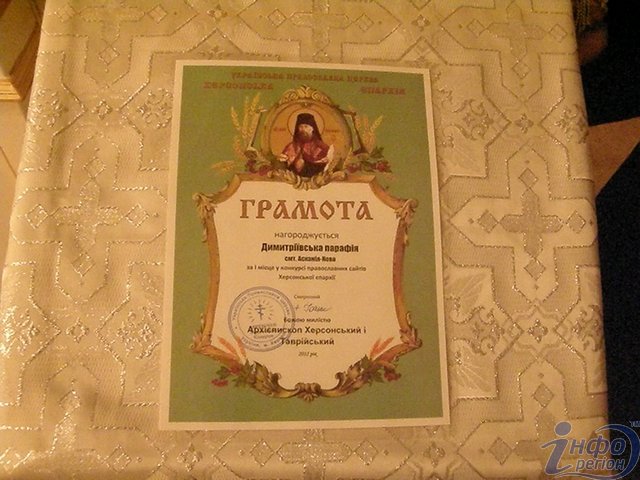 УКРАЇНСЬКА ПРАВОСЛАВНА ЦЕРКВА
ХЕРСОНСЬКА ЄПАРХІЯ
ГРАМОТА
нагороджується
Димитріївська парафія
смт. Асканія-Нова
за І місце у конкурсі православних сайтів
Херсонської єпархії
Смиренний
Божою милістю
Архієпископ Херсонський і
Таврійський
2012 рік
інфо
регіон